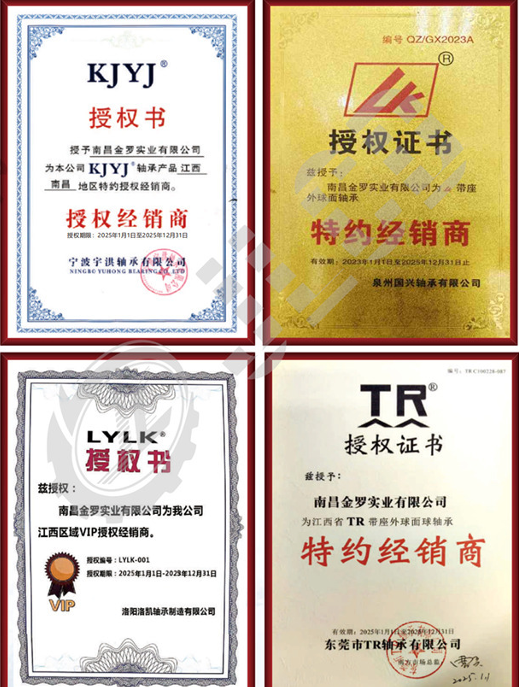 KJYJ®
授权书
授予南昌金罗实业有限公司
为本公司KJYJ®轴承产品 江西
南昌 地区特约授权经销商。
授权经销商
授权期限：2025年1月1日至2025年12月31日
宁波宇洪轴承有限公司
NINGBO YUHONG BEARING CO LTD
编号 QZ/GX2023A
LK®
授权证书
兹授予：
南昌金罗实业有限公司为 带座
外球面轴承
特约经销商
有效期：2023年1月1日至2025年12月31日止
泉州国兴轴承有限公司
LYLK®
授权书
兹授权：
南昌金罗实业有限公司为我公司
江西区域VIP授权经销商。
授权编号：LYLK-001
授权期限：2025年1月1日-2025年12月31日
VIP
洛阳洛凯轴承制造有限公司
TR®
授权证书
兹授予：
南昌金罗实业有限公司
为江西省 TR 带座外球面球轴承
特约经销商
有效期：2025年1月1日至2025年12月31日
东莞市TR轴承有限公司
2025.1.1